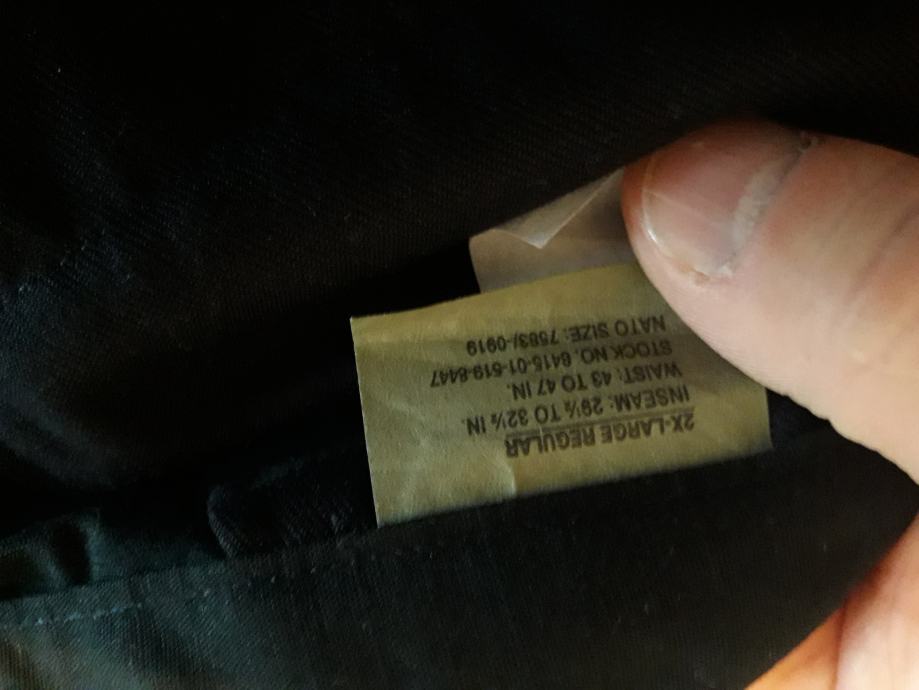 2X-LARGE REGULAR
INSEAM: 29½ TO 32½ IN.
WAIST: 43 TO 47 IN.
STOCK NO. 8415-01-519-8447
NATO SIZE: 7583/-0919